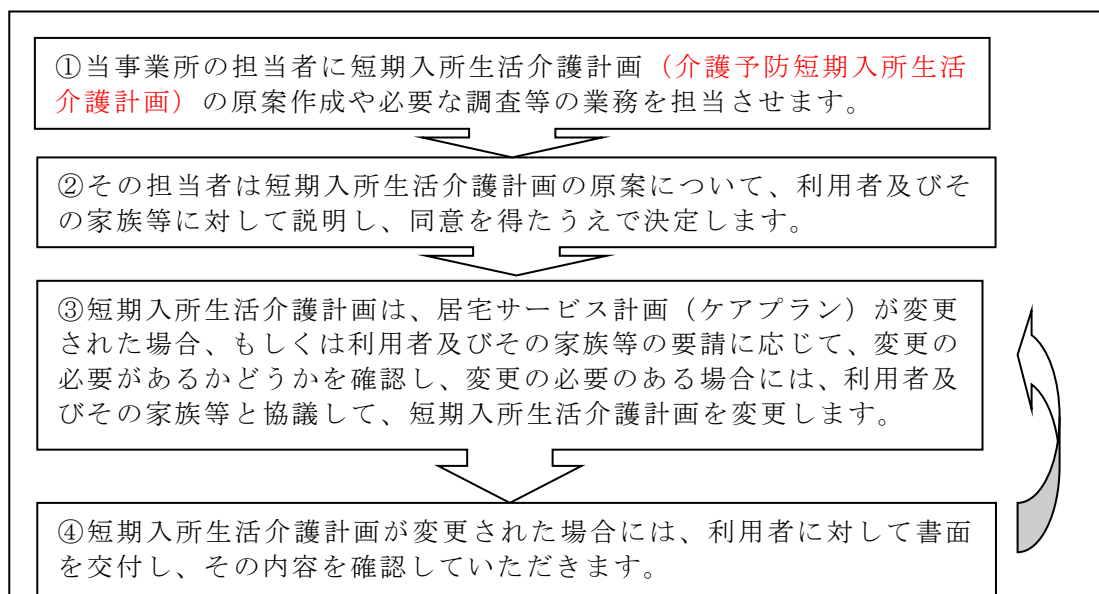 ①当事業所の担当者に短期入所生活介護計画（介護予防短期入所生活
介護計画）の原案作成や必要な調査等の業務を担当させます。
②その担当者は短期入所生活介護計画の原案について、利用者及びそ
の家族等に対して説明し、同意を得たうえで決定します。
③短期入所生活介護計画は、居宅サービス計画（ケアプラン）が変更
された場合、もしくは利用者及びその家族等の要請に応じて、変更の
必要があるかどうかを確認し、変更の必要のある場合には、利用者及
びその家族等と協議して、短期入所生活介護計画を変更します。
④短期入所生活介護計画が変更された場合には、利用者に対して書面
を交付し、その内容を確認していただきます。